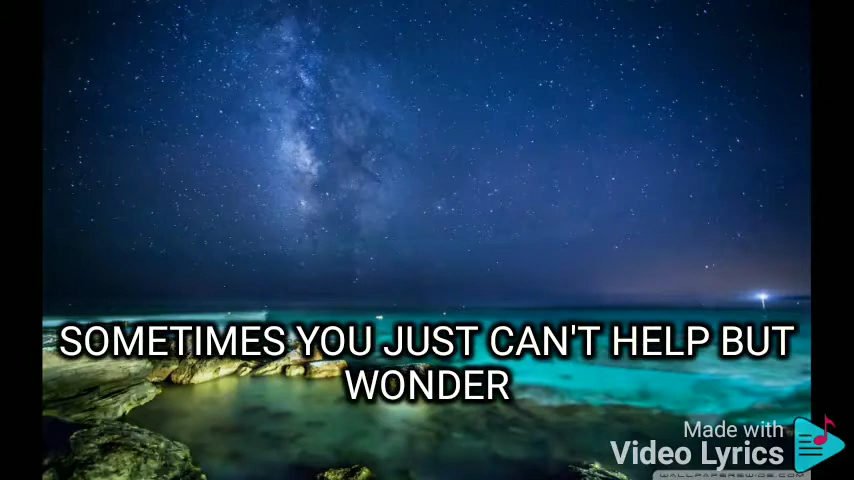 SOMETIMES YOU JUST CAN'T HELP BUT
WONDER
Made with
Video Lyrics
WALLPAPERSWIDE.COM